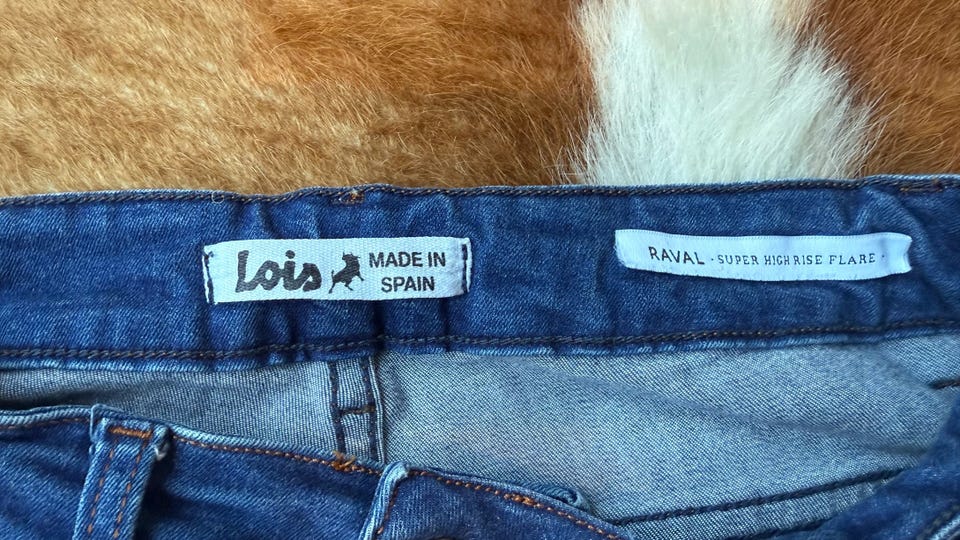 Lois MADE IN
SPAIN
RAVAL · SUPER HIGH RISE FLARE ·